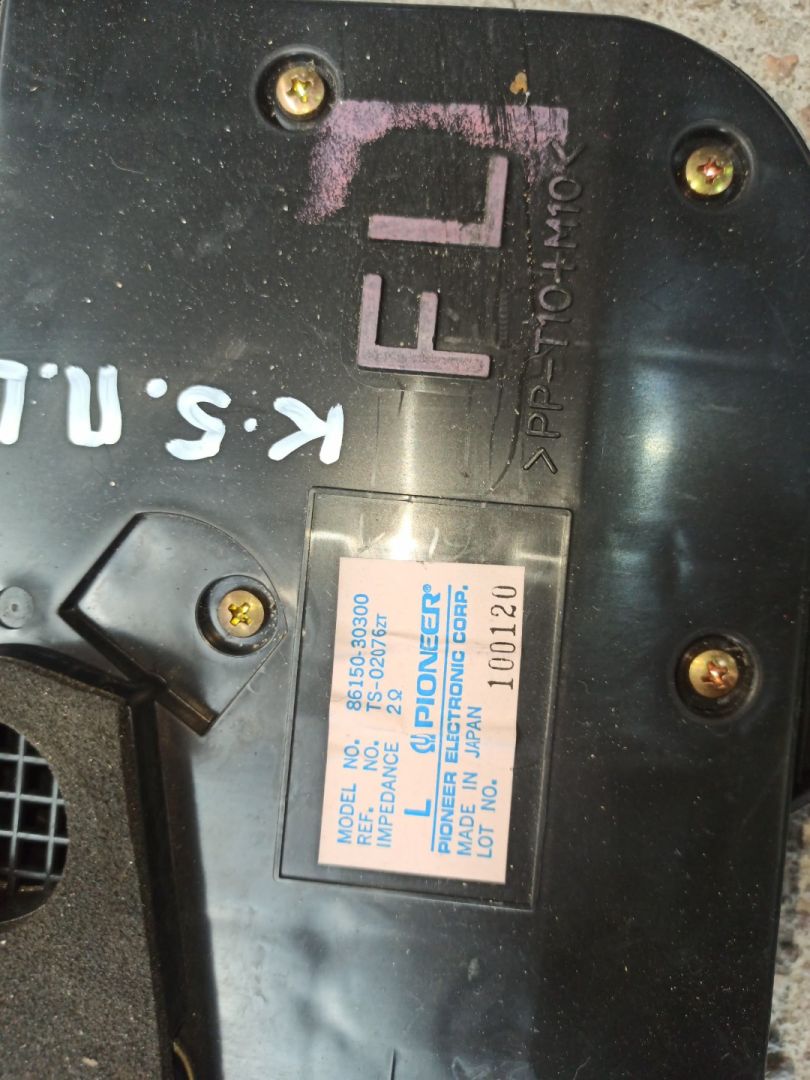 FL
>PP-T10+M10<
К.5.П.
MODEL NO. 86150-30300
REF. NO. TS-02076ZT
IMPEDANCE 2Ω
L PIONEER®
PIONEER ELECTRONIC CORP.
MADE IN JAPAN
LOT NO. 100120